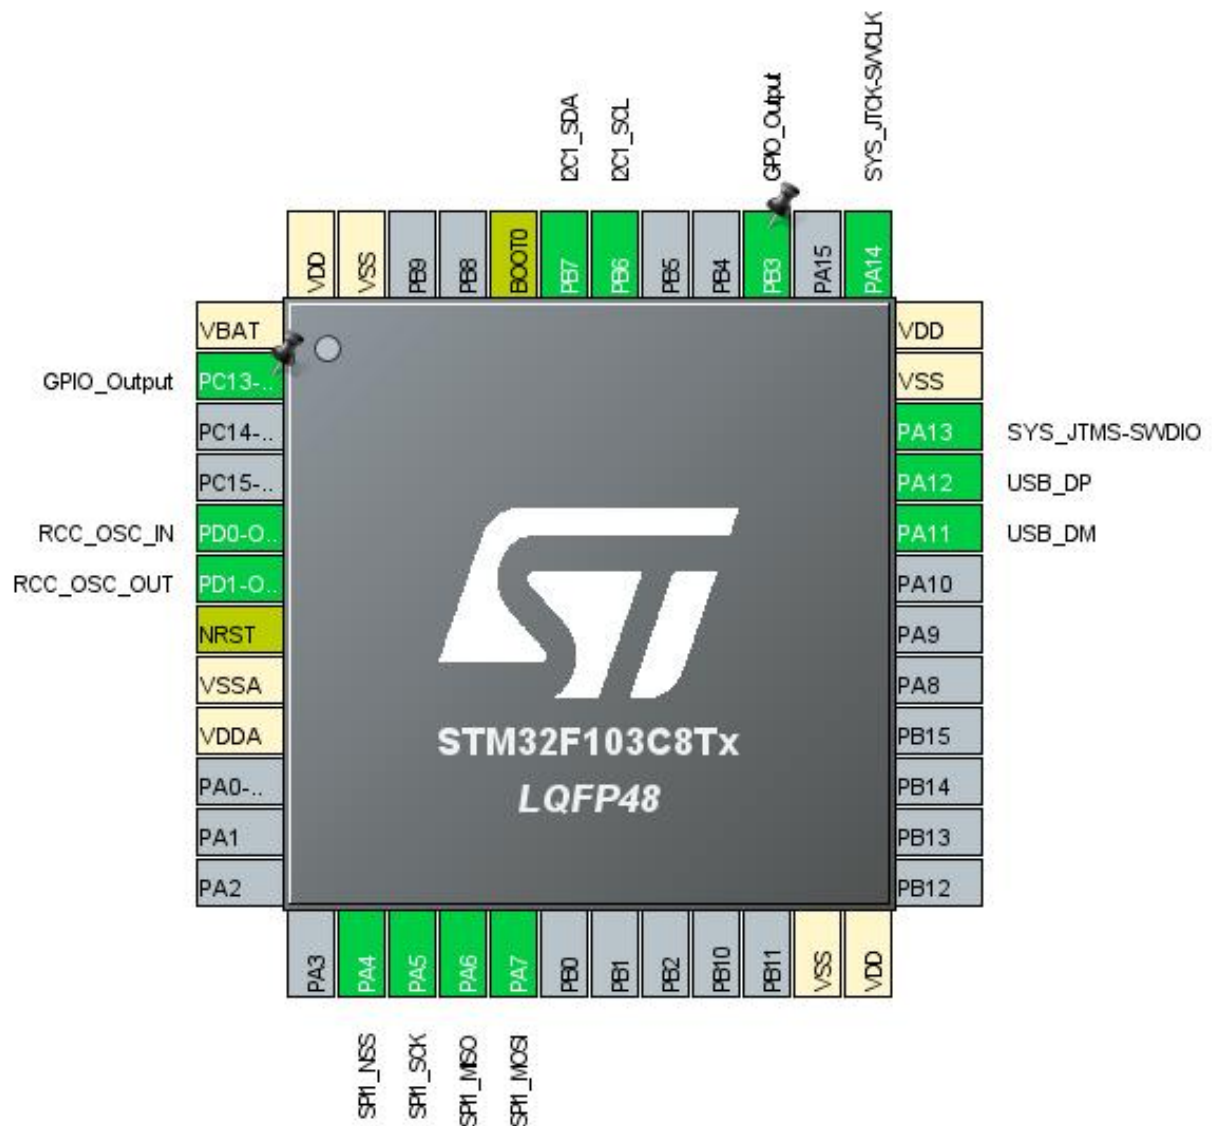 I2C1_SDA
I2C1_SCL
GPIO_Output
SYS_JTCK-SWCLK
VDD
VSS
PB9
PB8
BOOT0
PB7
PB6
PB5
PB4
PB3
PA15
PA14
VBAT
GPIO_Output PC13-..
PC14-..
PC15-..
RCC_OSC_IN PD0-O..
RCC_OSC_OUT PD1-O..
NRST
VSSA
VDDA
PA0-..
PA1
PA2
VDD
VSS
PA13 SYS_JTMS-SWDIO
PA12 USB_DP
PA11 USB_DM
PA10
PA9
PA8
PB15
PB14
PB13
PB12
ST
STM32F103C8Tx
LQFP48
PA3
PA4
PA5
PA6
PA7
PB0
PB1
PB2
PB10
PB11
VSS
VDD
SPI1_NSS
SPI1_SCK
SPI1_MISO
SPI1_MOSI